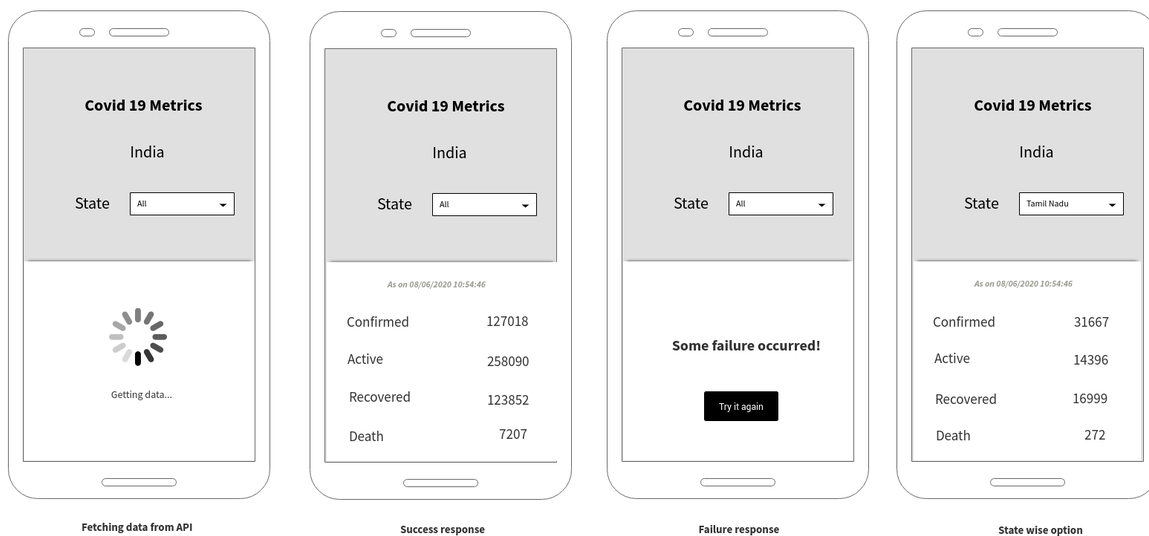 Covid 19 Metrics
India
State All
Getting data...
Fetching data from API
Covid 19 Metrics
India
State All
As on 08/06/2020 10:54:46
Confirmed 127018
Active 258090
Recovered 123852
Death 7207
Success response
Covid 19 Metrics
India
State All
Some failure occurred!
Try it again
Failure response
Covid 19 Metrics
India
State Tamil Nadu
As on 08/06/2020 10:54:46
Confirmed 31667
Active 14396
Recovered 16999
Death 272
State wise option